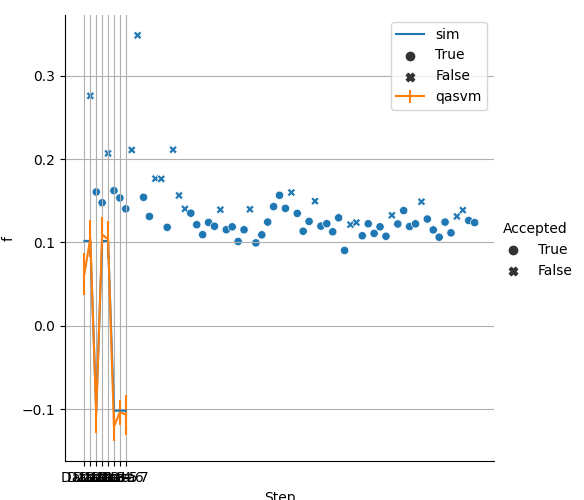 sim
True
False
qasvm
0.3
0.2
0.1
0.0
−0.1
f
Accepted
True
False
Step